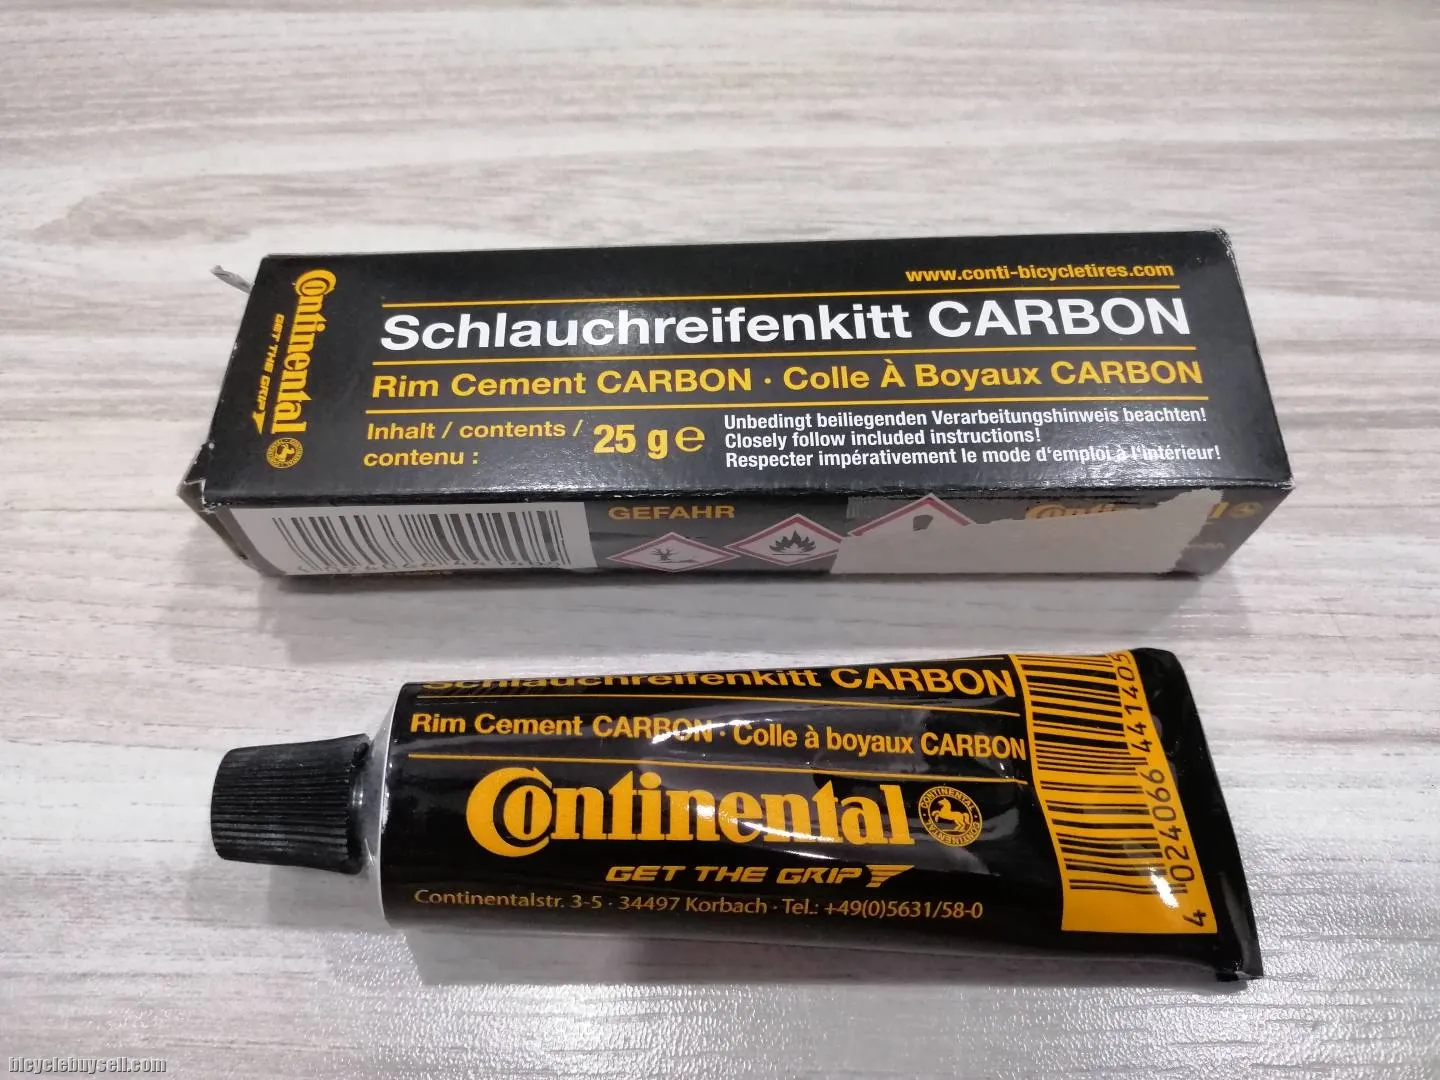 www.conti-bicycletires.com
Continental
GET THE GRIP
Schlauchreifenkitt CARBON
Rim Cement CARBON · Colle À Boyaux CARBON
Inhalt / contents /
contenu :
25 g e
Unbedingt beiliegenden Verarbeitungshinweis beachten!
Closely follow included instructions!
Respecter impérativement le mode d'emploi à l'intérieur!
GEFAHR
Schlauchreifenkitt CARBON
Rim Cement CARBON · Colle à boyaux CARBON
Continental
CONTINENTAL CONTINENTAL
GET THE GRIP
Continentalstr. 3-5 · 34497 Korbach · Tel.: +49(0)5631/58-0
4 024066 441405
bicyclebuysell.com